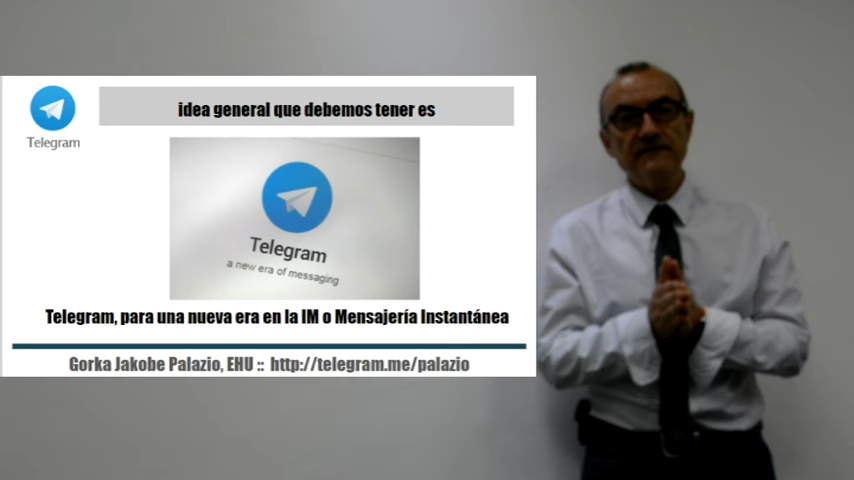 idea general que debemos tener es
Telegram
Telegram
a new era of messaging
Telegram, para una nueva era en la IM o Mensajería Instantánea
Gorka Jakobe Palazio, EHU :: http://telegram.me/palazio